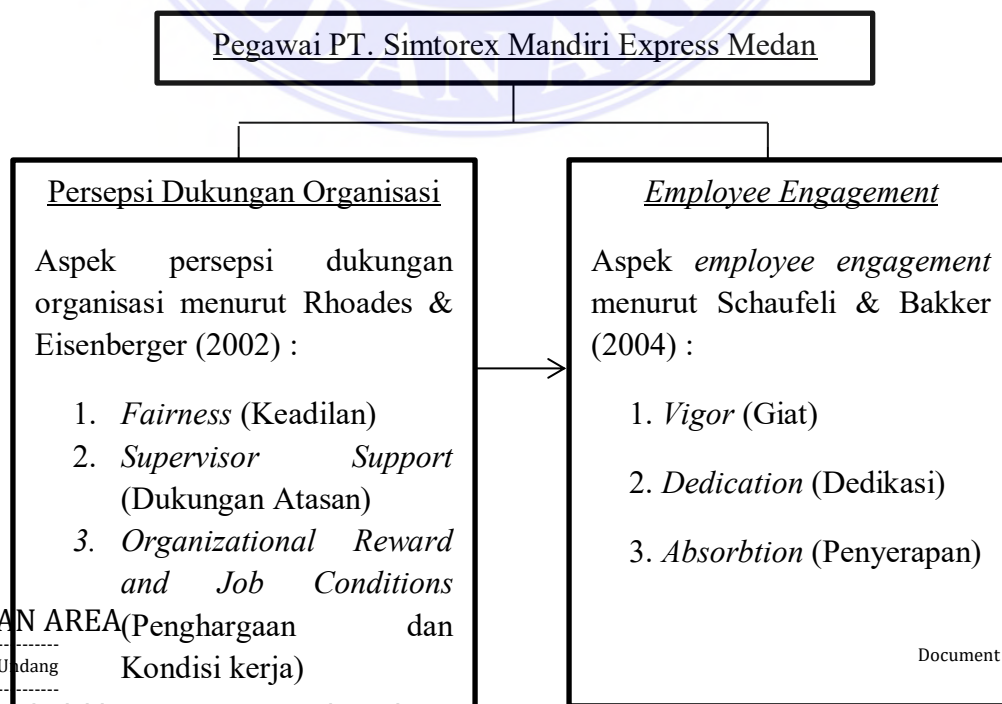 DAN AR
Pegawai PT. Simtorex Mandiri Express Medan
Persepsi Dukungan Organisasi
Aspek persepsi dukungan
organisasi menurut Rhoades &
Eisenberger (2002) :
1. Fairness (Keadilan)
2. Supervisor Support
(Dukungan Atasan)
3. Organizational Reward
and Job Conditions
(Penghargaan dan
Kondisi kerja)
Employee Engagement
Aspek employee engagement
menurut Schaufeli & Bakker
(2004) :
1. Vigor (Giat)
2. Dedication (Dedikasi)
3. Absorbtion (Penyerapan)
AN AREA
Undang
Document